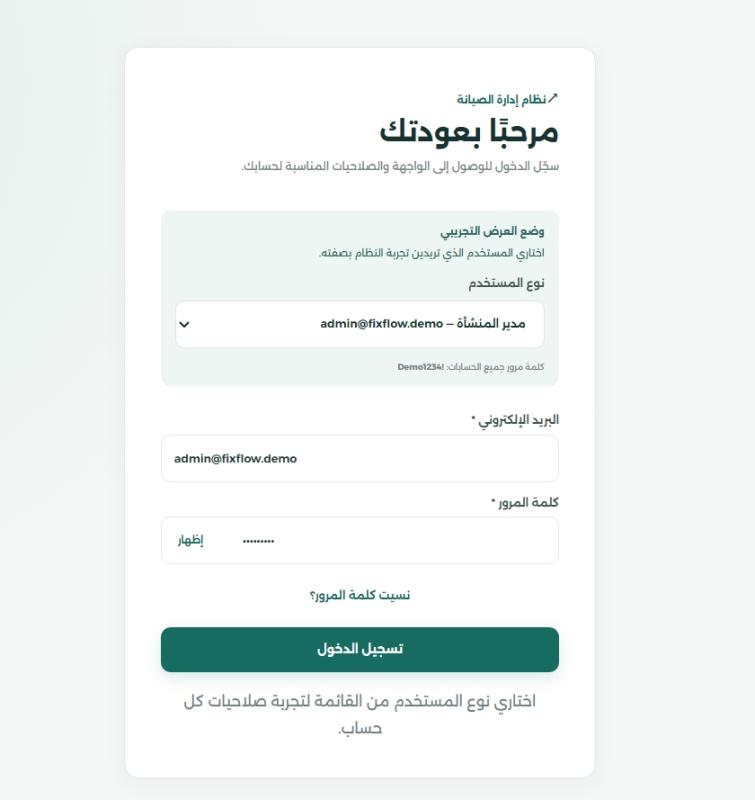 نظام إدارة الصيانة
مرحبًا بعودتك
سجّل الدخول للوصول إلى الواجهة والصلاحيات المناسبة لحسابك.
وضع العرض التجريبي
اختاري المستخدم الذي تريدين تجربة النظام بصفته.
نوع المستخدم
مدير المنشأة — admin@fixflow.demo
كلمة مرور جميع الحسابات: Demo1234!
البريد الإلكتروني *
admin@fixflow.demo
كلمة المرور *
••••••••• إظهار
نسيت كلمة المرور؟
تسجيل الدخول
اختاري نوع المستخدم من القائمة لتجربة صلاحيات كل
حساب.